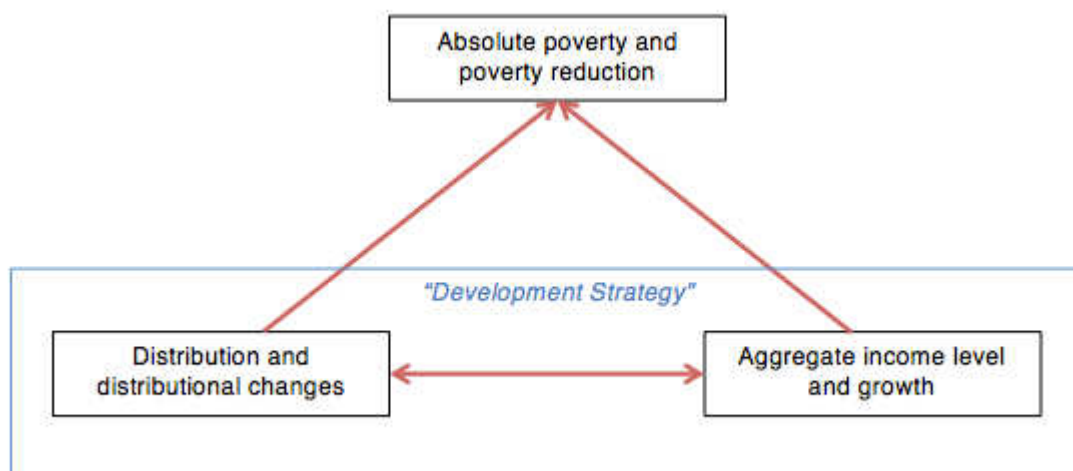 Absolute poverty and
poverty reduction
"Development Strategy"
Distribution and
distributional changes
Aggregate income level
and growth